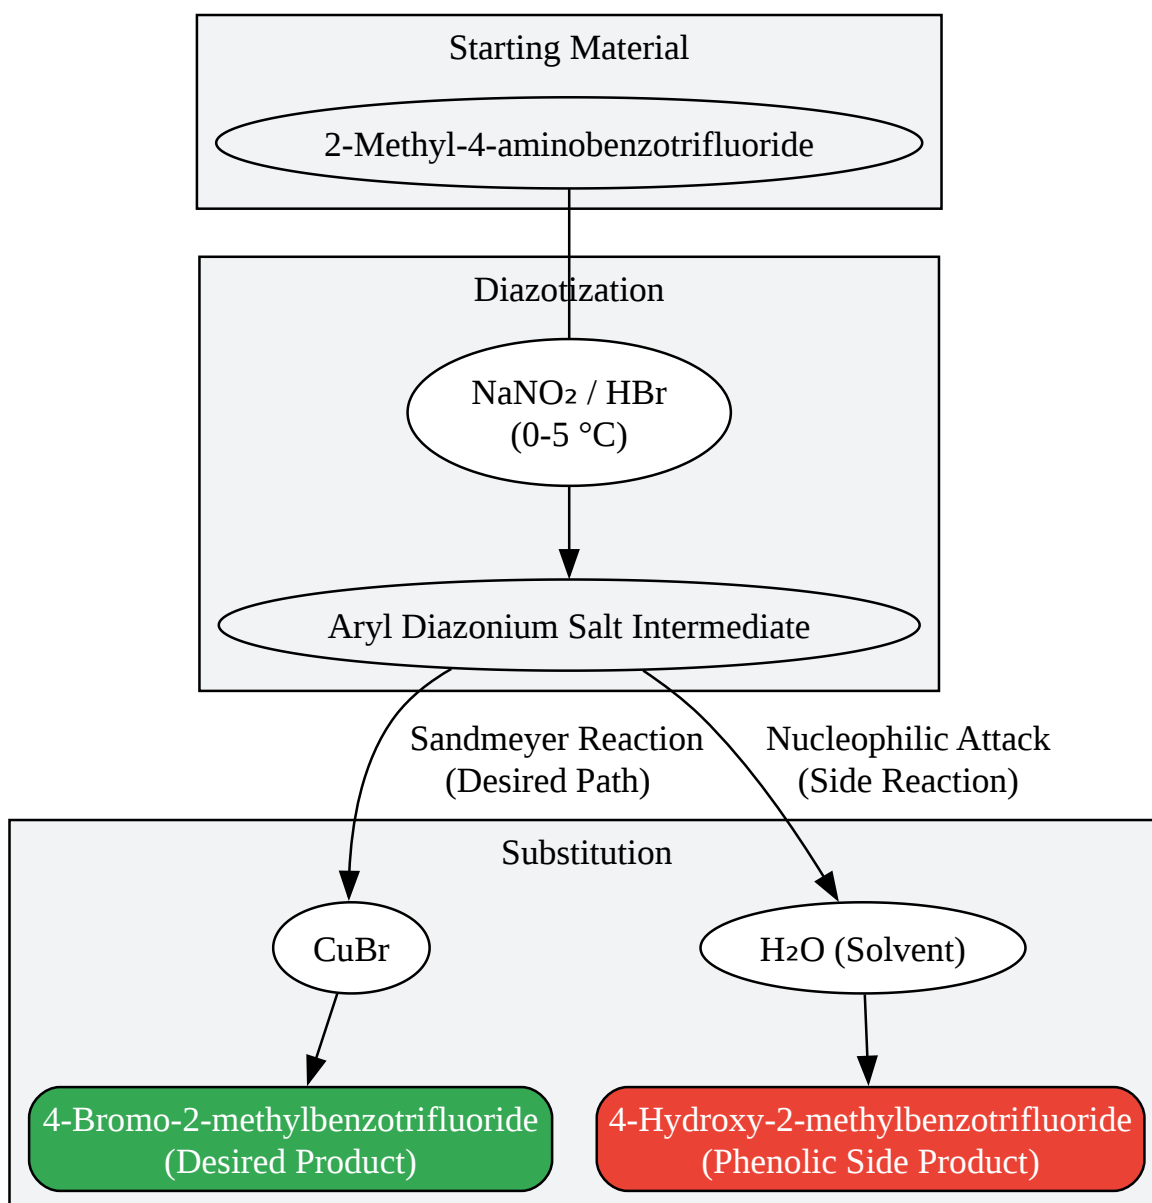 Starting Material
2-Methyl-4-aminobenzotrifluoride
Diazotization
NaNO₂ / HBr
(0-5 °C)
Aryl Diazonium Salt Intermediate
Sandmeyer Reaction
(Desired Path)
Nucleophilic Attack
(Side Reaction)
Substitution
CuBr
H₂O (Solvent)
4-Bromo-2-methylbenzotrifluoride
(Desired Product)
4-Hydroxy-2-methylbenzotrifluoride
(Phenolic Side Product)